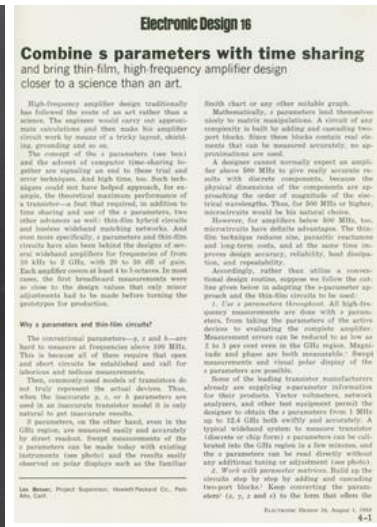 Electronic Design 16
Combine s parameters with time sharing
and bring thin-film, high-frequency amplifier design
closer to a science than an art.
High-frequency amplifier design traditionally
has followed the route of an art rather than a
science. The engineer would carry out approxi-
mate calculations and then make his amplifier
circuit work by means of a tricky layout, shield-
ing, grounding and so on.
The concept of the s parameters (see box)
and the advent of computer time-sharing to-
gether are signaling an end to these trial and
error techniques. And high time, too. Such tech-
niques could not have helped approach, for ex-
ample, the theoretical maximum performance of
a transistor—a feat that required, in addition to
time sharing and use of the s parameters, two
other advances as well: thin-film hybrid circuits
and lossless wideband matching networks. And
even more specifically, s parameters and thin-film
circuits have also been behind the designs of sev-
eral wideband amplifiers for frequencies of from
10 kHz to 2 GHz, with 20 to 30 dB of gain.
Each amplifier covers at least 4 to 5 octaves. In most
cases, the first breadboard measurements were
so close to the design values that only minor
adjustments had to be made before turning the
prototypes for production.
Why s parameters and thin-film circuits?
The conventional parameters—y, z and h—are
hard to measure at frequencies above 100 MHz.
This is because all of them require that open
and short circuits be established and call for
laborious and tedious measurements.
Then, commonly-used models of transistors do
not truly represent the actual devices. Thus,
when the inaccurate y, z, or h parameters are
used in an inaccurate transistor model it is only
natural to get inaccurate results.
S parameters, on the other hand, even in the
GHz region, are measured easily and accurately
by direct readout. Swept measurements of the
s parameters can be made today with existing
instruments (see photo) and the results easily
observed on polar displays such as the familiar
Les Besser, Project Supervisor, Hewlett-Packard Co., Palo
Alto, Calif.
Smith chart or any other suitable graph.
Mathematically, s parameters lend themselves
nicely to matrix manipulations. A circuit of any
complexity is built by adding and cascading two-
port blocks. Since these blocks contain real ele-
ments that can be measured accurately, no ap-
proximations are used.
A designer cannot normally expect an ampli-
fier above 500 MHz to give really accurate re-
sults with discrete components, because the
physical dimensions of the components are ap-
proaching the order of magnitude of the elec-
trical wavelengths. Thus, for 500 MHz or higher,
microcircuits would be his natural choice.
However, for amplifiers below 500 MHz, too,
microcircuits have definite advantages. The thin-
film technique reduces size, parasitic reactances
and long-term costs, and at the same time im-
proves design accuracy, reliability, heat dissipa-
tion, and repeatability.
Accordingly, rather than utilize a conven-
tional design routine, suppose we follow the out-
line given below in adapting the s-parameter ap-
proach and the thin-film circuits to be used:
1. Use s parameters throughout. All high-fre-
quency measurements are done with s param-
eters, from taking the parameters of the active
devices to evaluating the complete amplifier.
Measurement errors can be reduced to as low as
2 to 3 per cent even in the GHz region. Magni-
tude and phase are both measurable. Swept
measurements and visual polar display of the
s parameters are possible.
Some of the leading transistor manufacturers
already are supplying s-parameter information
for their products. Vector voltmeters, network
analyzers, and other test equipment permit the
designer to obtain the s parameters from 1 MHz
up to 12.4 GHz both swiftly and accurately. A
typical wideband system to measure transistor
(discrete or chip form) s parameters can be cali-
brated into the GHz region in a few minutes, and
the s parameters can be read directly without
any additional tuning or adjustment (see photo).
2. Work with parameter matrices. Build up the
circuits step by step by adding and cascading
two-port blocks. Keep converting the param-
eters (s, y, z and s) to the form that offers the
ELECTRONIC DESIGN 16, August 1, 1968
4-1